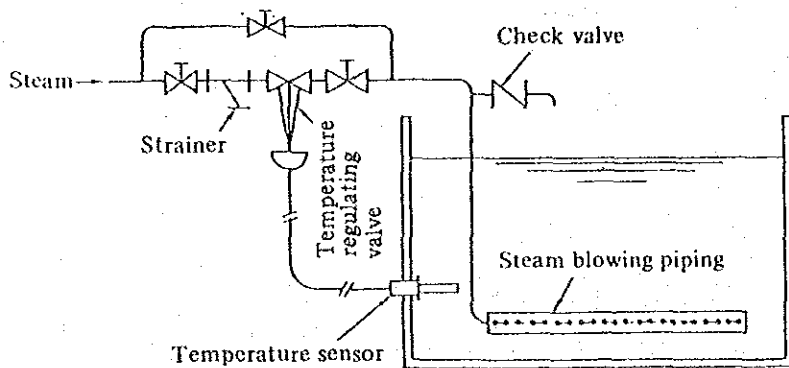 Check valve
Steam
Strainer
Temperature
regulating
valve
Steam blowing piping
Temperature sensor